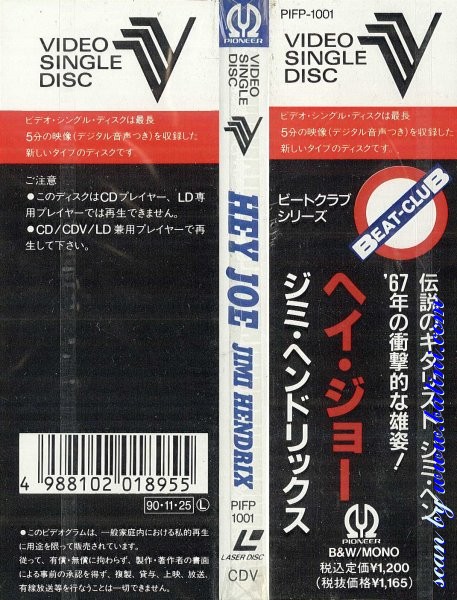 VIDEO
SINGLE
DISC
ビデオ・シングル・ディスクは最長
5分の映像(デジタル音声つき)を収録した
新しいタイプのディスクです
ご注意
●このディスクはCDプレイヤー、LD専
用プレイヤーでは再生できません。
●CD/CDV/LD兼用プレイヤーで再
生して下さい。
4 988102 018955
90・11・25 Ⓛ
●このビデオグラムは、一般家庭内における私的再生
に用途を限って販売されています。
従って、有償・無償に拘わらず、製作・著作者の書面
による事前の承認を得ず、複製、貸与、上映、放送、
有線放送等を行なうことは一切できません。
PIONEER
VIDEO
SINGLE
DISC
HEY JOE
JIMI HENDRIX
PIFP
1001
LASER DISC
CDV
PIFP-1001
VIDEO
SINGLE
DISC
ビデオ・シングル・ディスクは最長
5分の映像(デジタル音声つき)を収録した
新しいタイプのディスクです
ビートクラブ
シリーズ
BEAT-CLUB
伝説のギタリスト ジミ・ヘン
'67年の衝撃的な雄姿!
ヘイ・ジョー
ジミ・ヘンドリックス
PIONEER
B&W/MONO
税込定価¥1,200
(税抜価格¥1,165)
scan by www.bahni.com